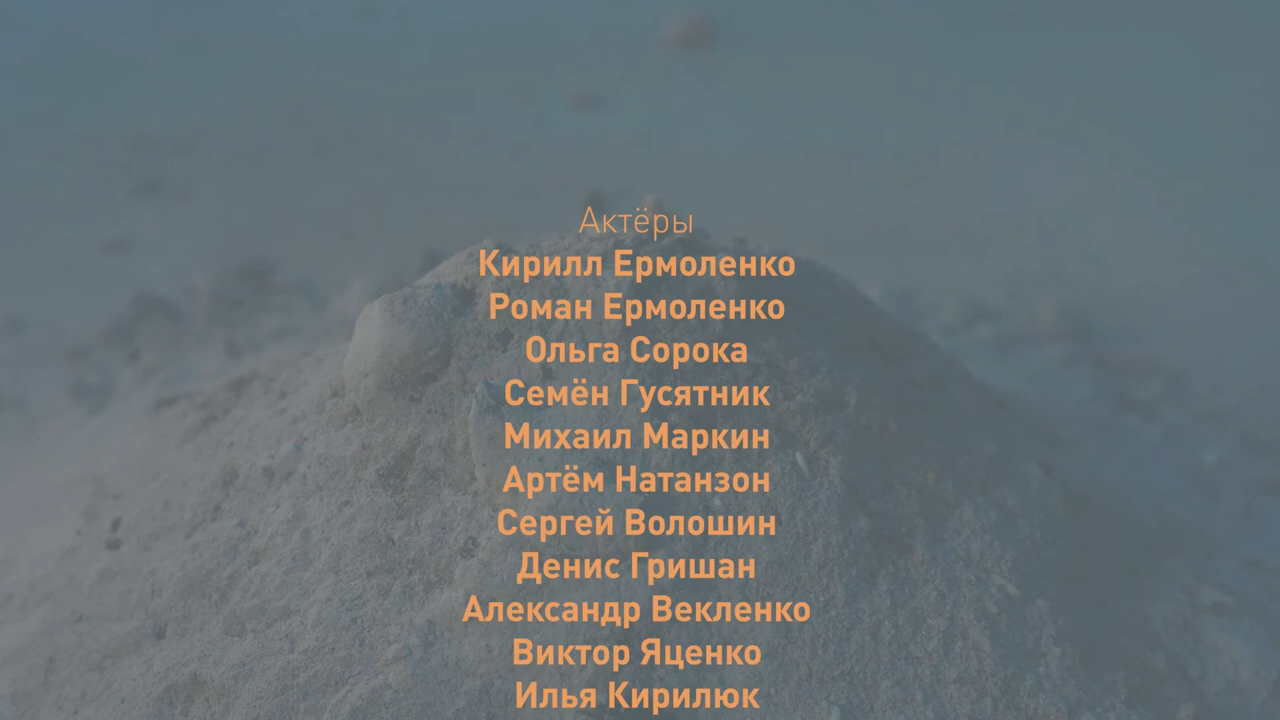 Актёры
Кирилл Ермоленко
Роман Ермоленко
Ольга Сорока
Семён Гусятник
Михаил Маркин
Артём Натанзон
Сергей Волошин
Денис Гришан
Александр Векленко
Виктор Яценко
Илья Кирилюк